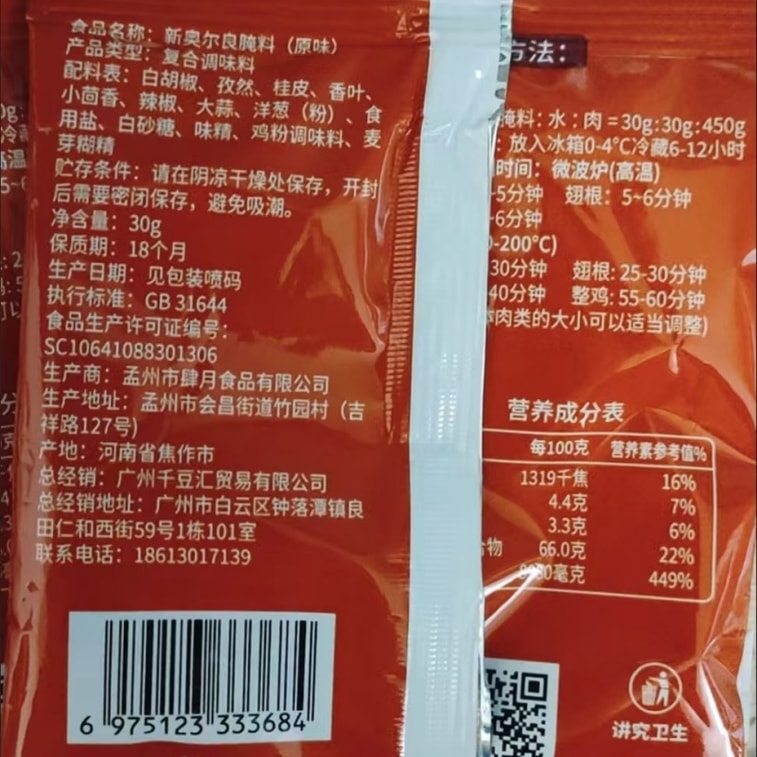 食品名称：新奥尔良腌料（原味）
产品类型：复合调味料
配料表：白胡椒、孜然、桂皮、香叶、
小茴香、辣椒、大蒜、洋葱（粉）、食
用盐、白砂糖、味精、鸡粉调味料、麦
芽糊精
贮存条件：请在阴凉干燥处保存，开封
后需要密闭保存，避免吸潮。
净含量：30g
保质期：18个月
生产日期：见包装喷码
执行标准：GB 31644
食品生产许可证编号：
SC10641088301306
生产商：孟州市肆月食品有限公司
生产地址：孟州市会昌街道竹园村（吉
祥路127号)
产地：河南省焦作市
总经销：广州千豆汇贸易有限公司
总经销地址：广州市白云区钟落潭镇良
田仁和西街59号1栋101室
联系电话：18613017139
6 975123 333684
方法：
腌料：水：肉＝30g:30g:450g
：放入冰箱0-4°C冷藏6-12小时
时间：微波炉(高温)
-5分钟 翅根：5~6分钟
-6分钟
-200°C)
30分钟 翅根：25-30分钟
40分钟 整鸡：55-60分钟
肉类的大小可以适当调整)
营养成分表
每100克 营养素参考值%
1319千焦 16%
4.4克 7%
3.3克 6%
物 66.0克 22%
毫克 449%
讲究卫生